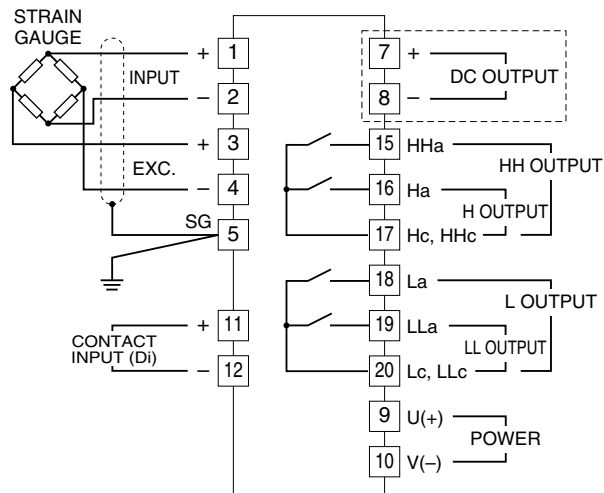 STRAIN
GAUGE
INPUT
+ 1
− 2
+ 3
EXC.
− 4
SG
5
CONTACT
INPUT (Di)
+ 11
− 12
7 +
DC OUTPUT
8 −
15 HHa
HH OUTPUT
16 Ha
H OUTPUT
17 Hc, HHc
18 La
L OUTPUT
19 LLa
LL OUTPUT
20 Lc, LLc
9 U(+)
POWER
10 V(−)